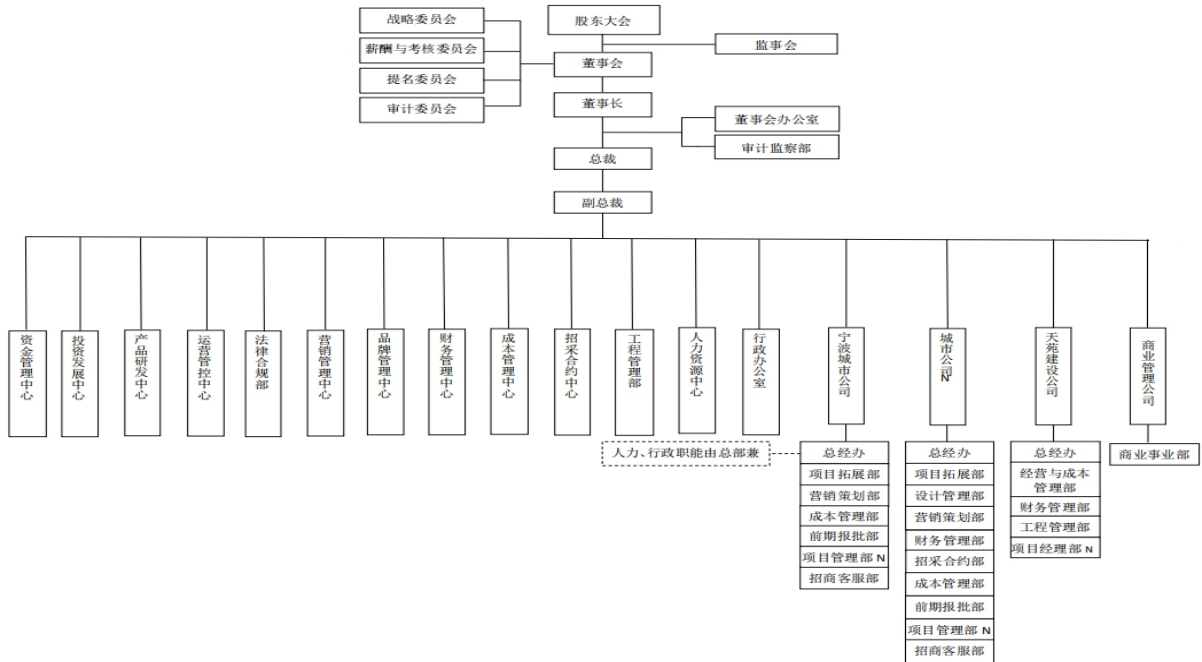 战略委员会
薪酬与考核委员会
提名委员会
审计委员会
股东大会
监事会
董事会
董事长
董事会办公室
审计监察部
总裁
副总裁
资金管理中心
投资发展中心
产品研发中心
运营管控中心
法律合规部
营销管理中心
品牌管理中心
财务管理中心
成本管理中心
招采合约中心
工程管理部
人力资源中心
行政办公室
宁波城市公司
城市公司N
天苑建设公司
商业管理公司
人力、行政职能由总部兼
总经办
项目拓展部
营销策划部
成本管理部
前期报批部
项目管理部 N
招商客服部
总经办
项目拓展部
设计管理部
营销策划部
财务管理部
招采合约部
成本管理部
前期报批部
项目管理部 N
招商客服部
总经办
经营与成本
管理部
财务管理部
工程管理部
项目经理部 N
商业事业部